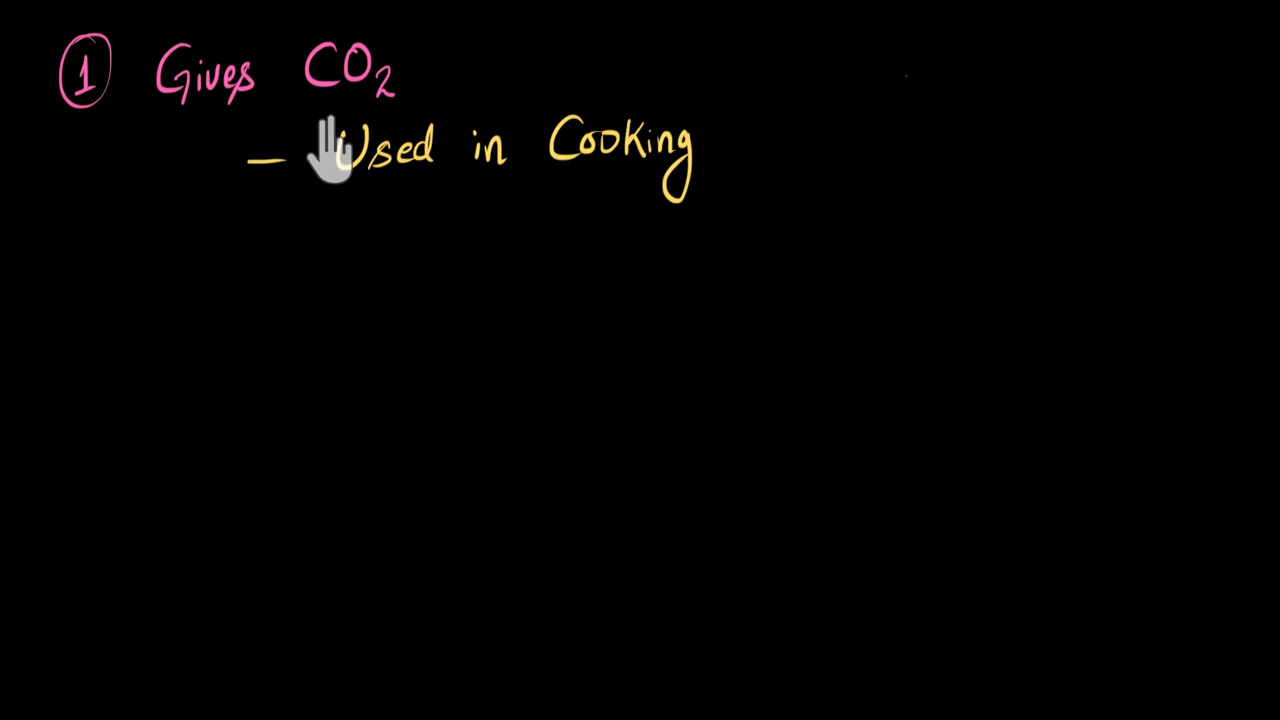 ① Gives CO₂
— Used in Cooking